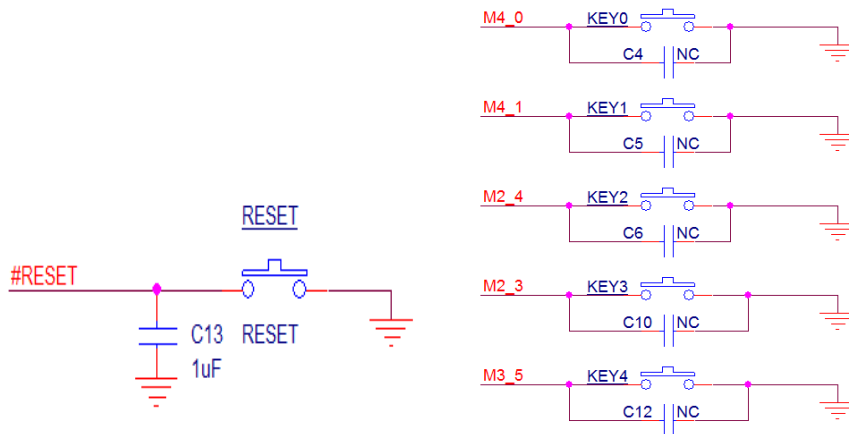 RESET
#RESET
C13 RESET
1uF
M4_0 KEY0
C4 NC
M4_1 KEY1
C5 NC
M2_4 KEY2
C6 NC
M2_3 KEY3
C10 NC
M3_5 KEY4
C12 NC